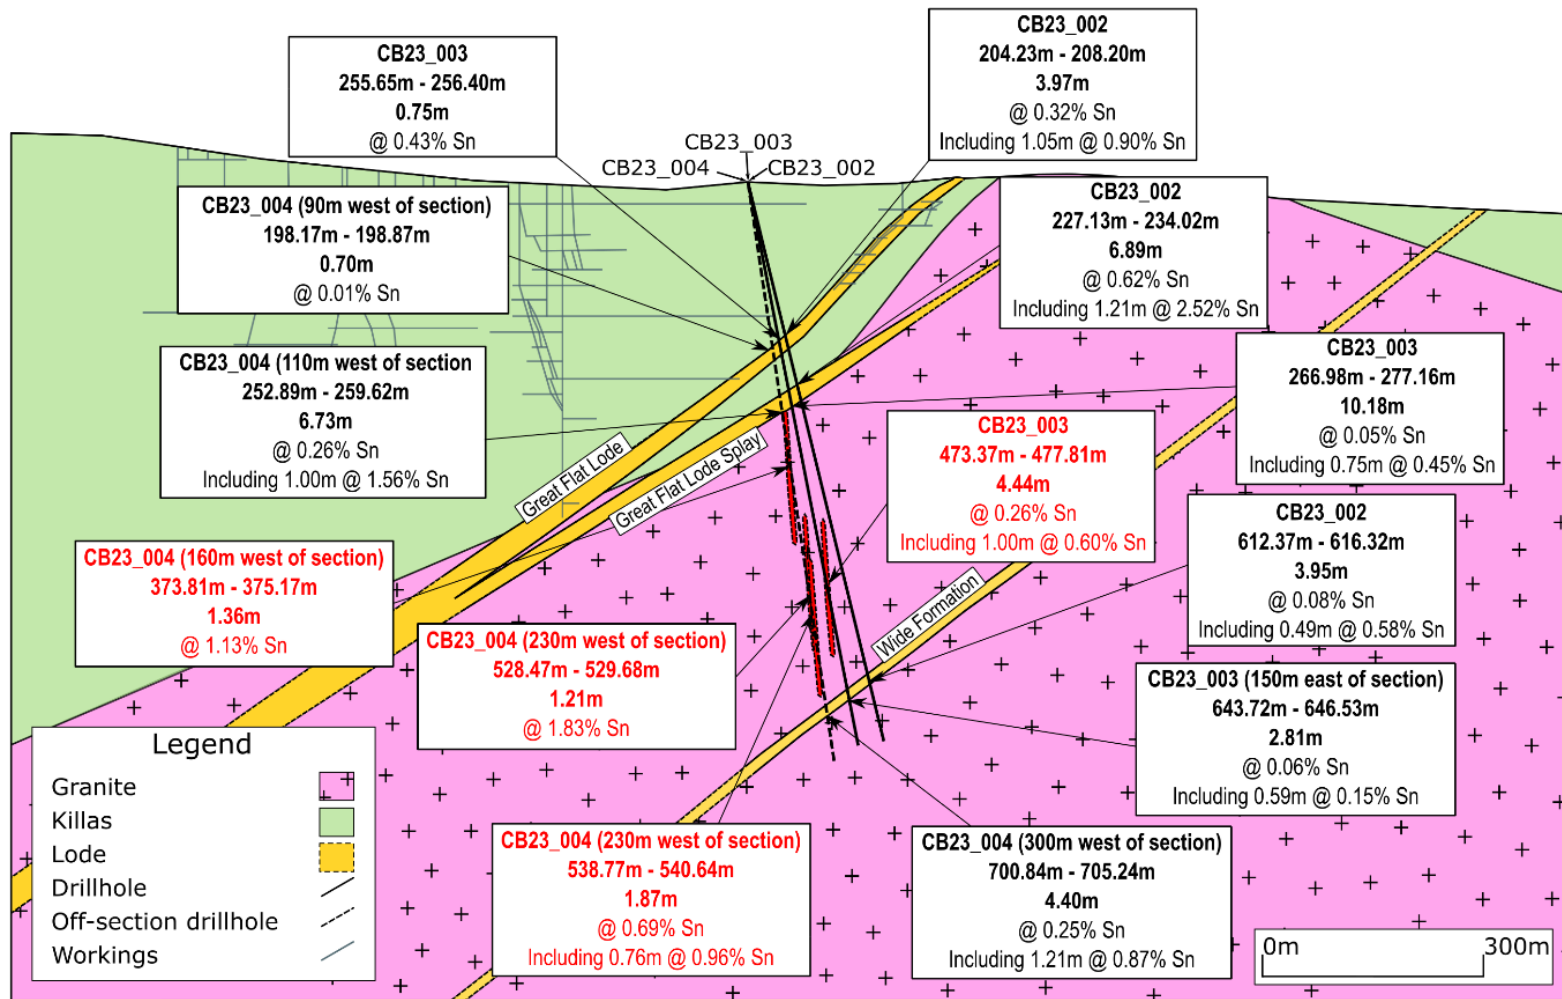 CB23_003
255.65m - 256.40m
0.75m
@ 0.43% Sn
CB23_002
204.23m - 208.20m
3.97m
@ 0.32% Sn
Including 1.05m @ 0.90% Sn
CB23_003
CB23_004
CB23_002
CB23_004 (90m west of section)
198.17m - 198.87m
0.70m
@ 0.01% Sn
CB23_002
227.13m - 234.02m
6.89m
@ 0.62% Sn
Including 1.21m @ 2.52% Sn
CB23_004 (110m west of section
252.89m - 259.62m
6.73m
@ 0.26% Sn
Including 1.00m @ 1.56% Sn
CB23_003
266.98m - 277.16m
10.18m
@ 0.05% Sn
Including 0.75m @ 0.45% Sn
CB23_003
473.37m - 477.81m
4.44m
@ 0.26% Sn
Including 1.00m @ 0.60% Sn
Great Flat Lode
Great Flat Lode Splay
CB23_002
612.37m - 616.32m
3.95m
@ 0.08% Sn
Including 0.49m @ 0.58% Sn
CB23_004 (160m west of section)
373.81m - 375.17m
1.36m
@ 1.13% Sn
Wide Formation
CB23_004 (230m west of section)
528.47m - 529.68m
1.21m
@ 1.83% Sn
CB23_003 (150m east of section)
643.72m - 646.53m
2.81m
@ 0.06% Sn
Including 0.59m @ 0.15% Sn
Legend
Granite
Killas
Lode
Drillhole
Off-section drillhole
Workings
CB23_004 (230m west of section)
538.77m - 540.64m
1.87m
@ 0.69% Sn
Including 0.76m @ 0.96% Sn
CB23_004 (300m west of section)
700.84m - 705.24m
4.40m
@ 0.25% Sn
Including 1.21m @ 0.87% Sn
0m 300m